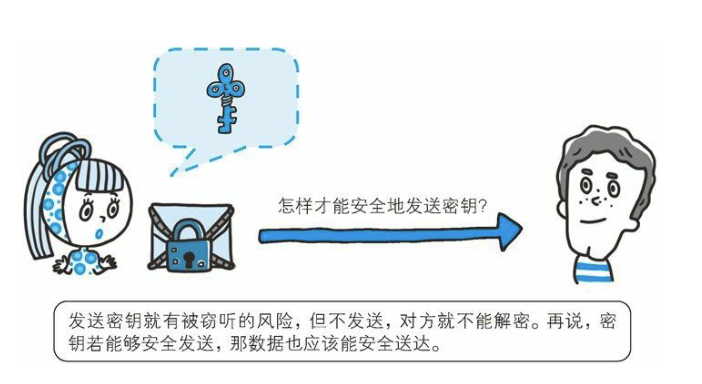 怎样才能安全地发送密钥?
发送密钥就有被窃听的风险，但不发送，对方就不能解密。再说，密
钥若能够安全发送，那数据也应该能安全送达。